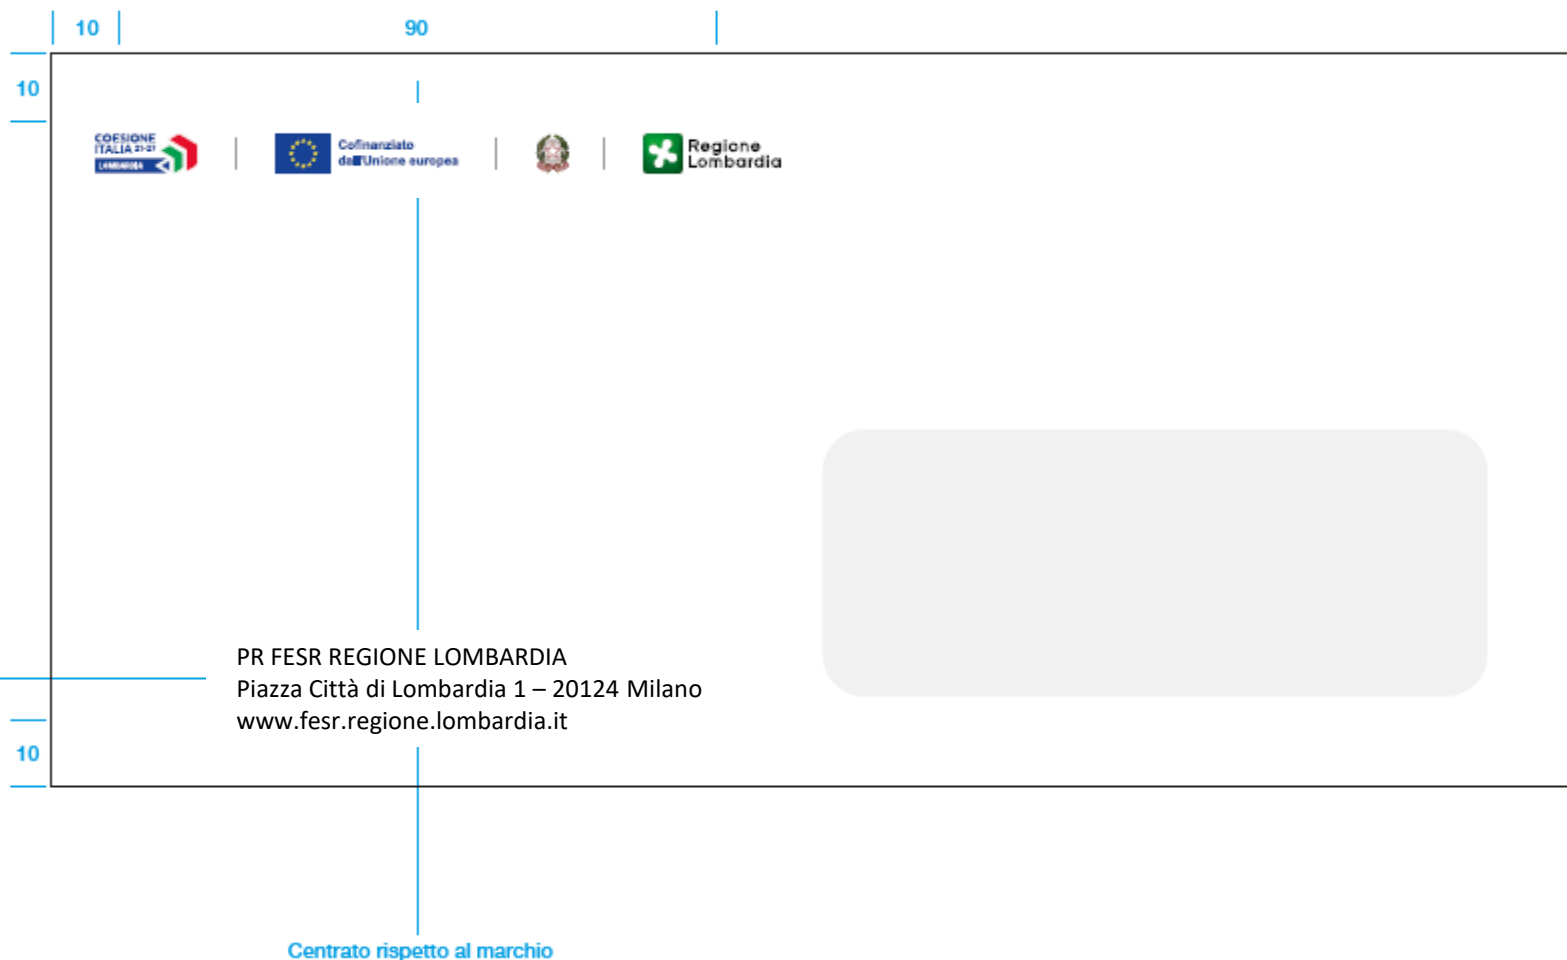 10
90
10
COESIONE
ITALIA 21-27
LOMBARDIA
Cofinanziato
dall'Unione europea
Regione
Lombardia
PR FESR REGIONE LOMBARDIA
Piazza Città di Lombardia 1 – 20124 Milano
www.fesr.regione.lombardia.it
10
Centrato rispetto al marchio